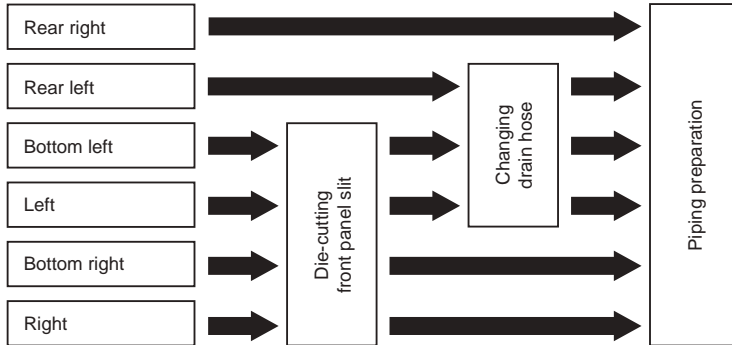 Rear right
Rear left
Bottom left
Left
Bottom right
Right
Die-cutting
front panel slit
Changing
drain hose
Piping preparation